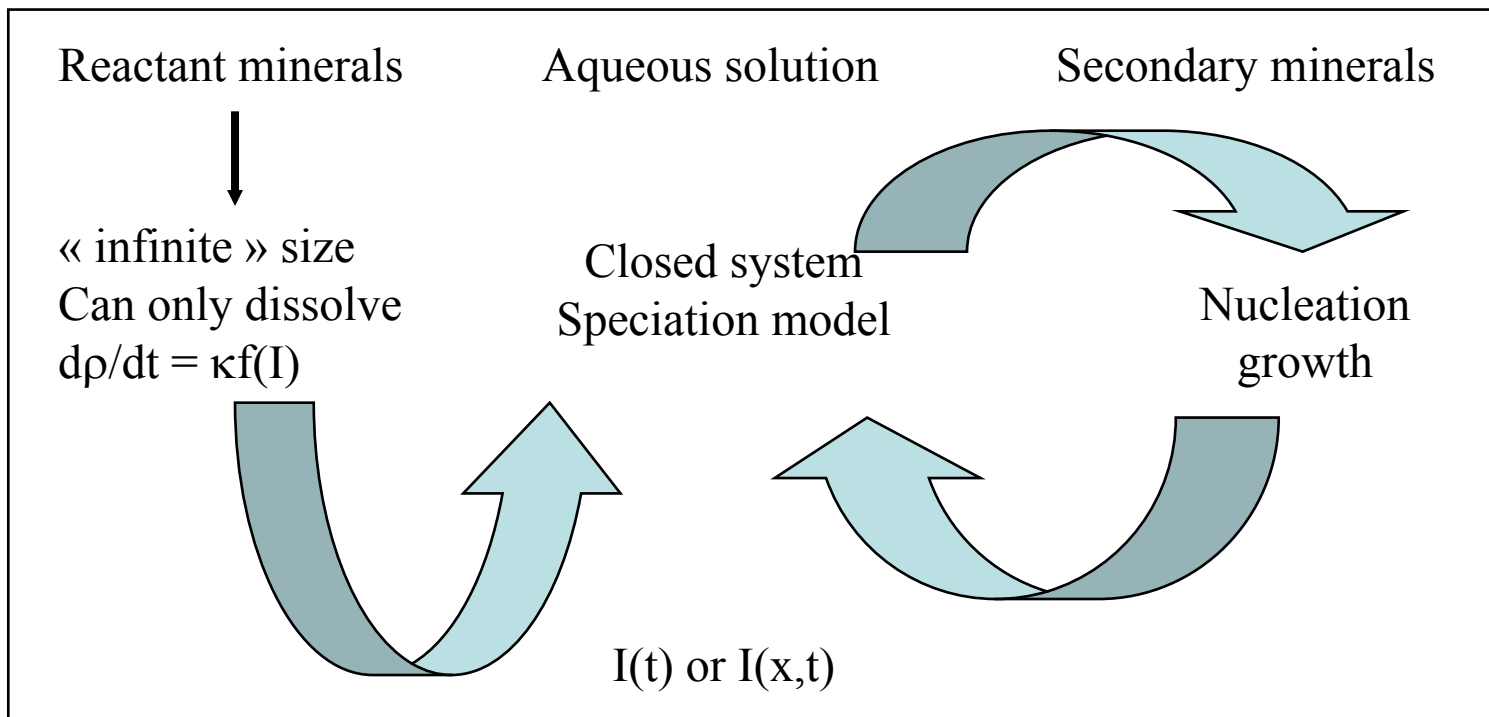 Reactant minerals
Aqueous solution
Secondary minerals
« infinite » size
Can only dissolve
dρ/dt = κf(I)
Closed system
Speciation model
Nucleation
growth
I(t) or I(x,t)